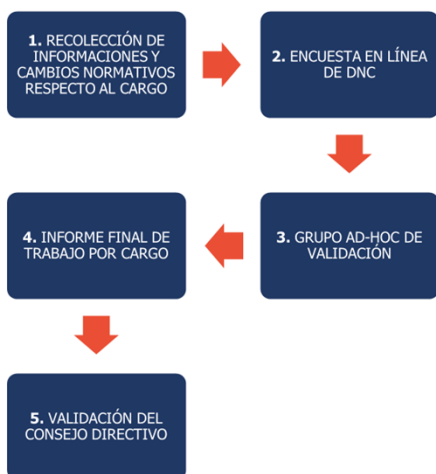 1. RECOLECCIÓN DE
INFORMACIONES Y
CAMBIOS NORMATIVOS
RESPECTO AL CARGO
2. ENCUESTA EN LÍNEA
DE DNC
3. GRUPO AD-HOC DE
VALIDACIÓN
4. INFORME FINAL DE
TRABAJO POR CARGO
5. VALIDACIÓN DEL
CONSEJO DIRECTIVO